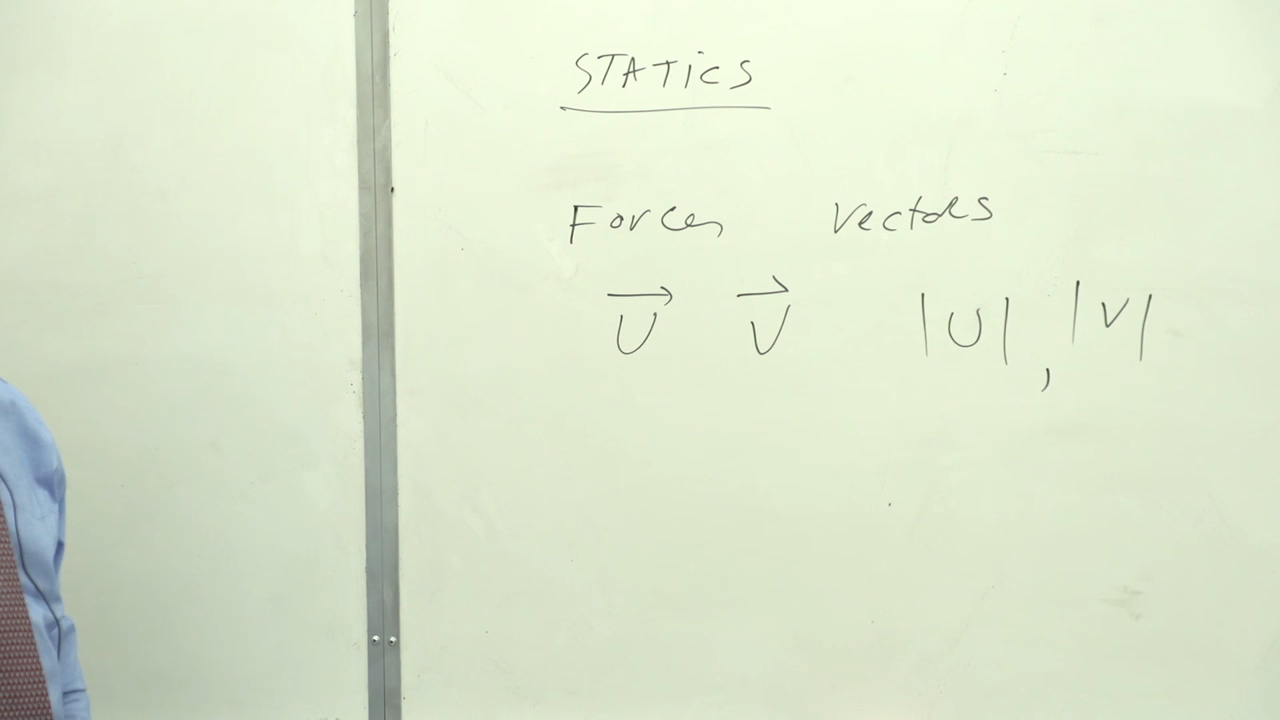 STATICS
Forces vectors
→U →V |U|, |V|